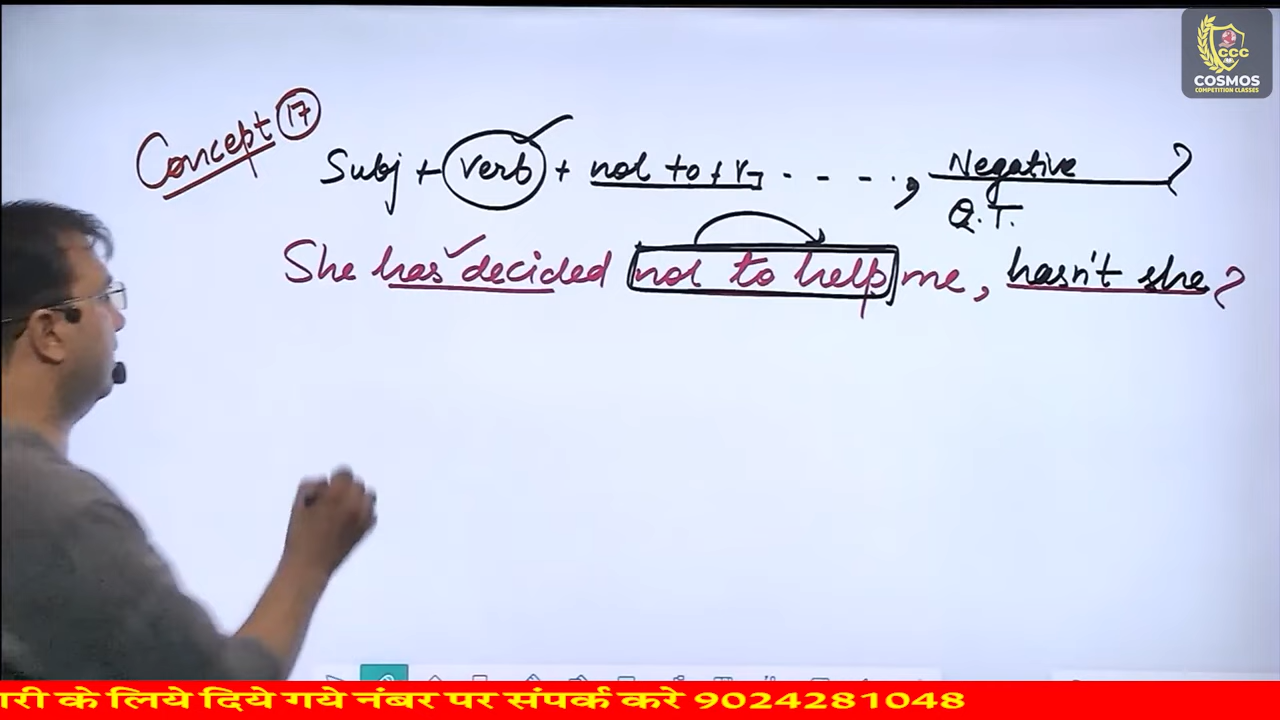 CCC
COSMOS
COMPETITION CLASSES
Concept 17
Subj + verb + not to + V₁ - - - - , Negative ?
Q.T.
She has decided not to help me, hasn't she?
ारी के लिये दिये गये नंबर पर संपर्क करे 9024281048